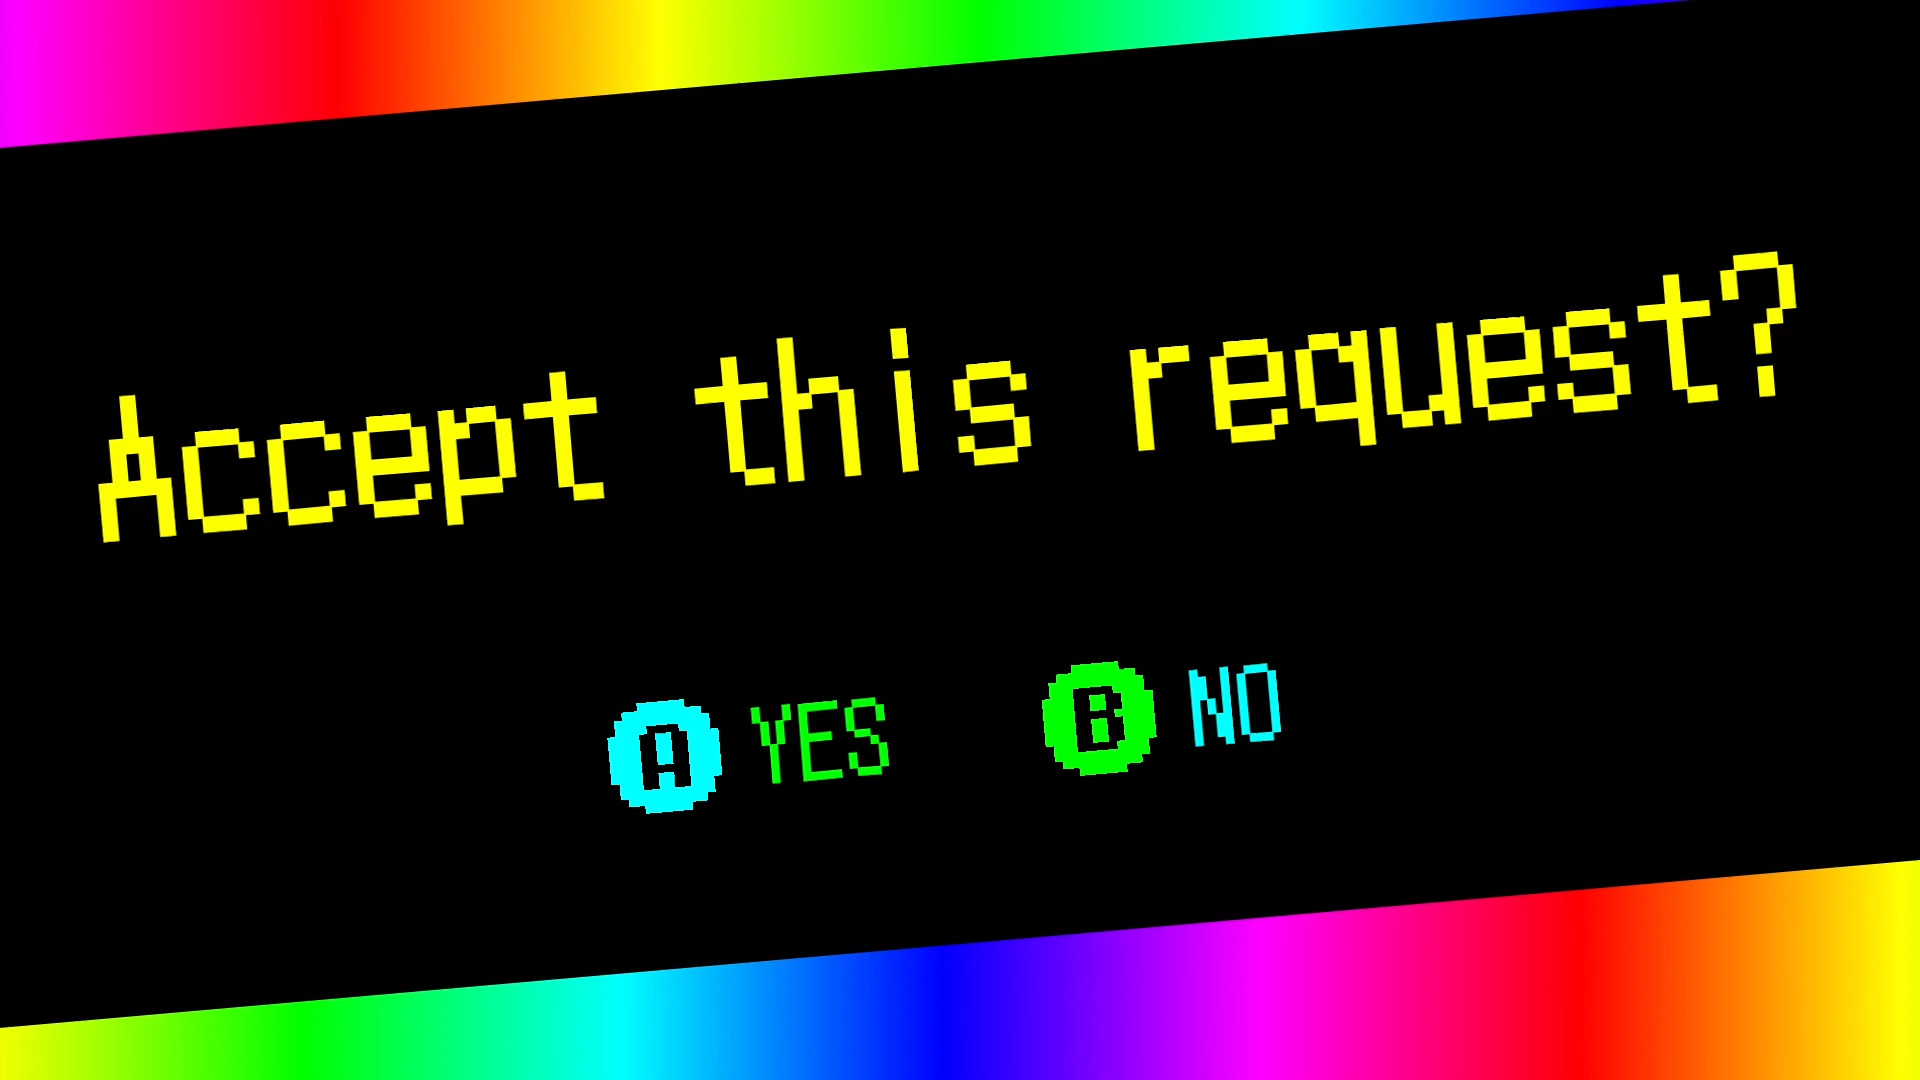 Accept this request?
A YES B NO